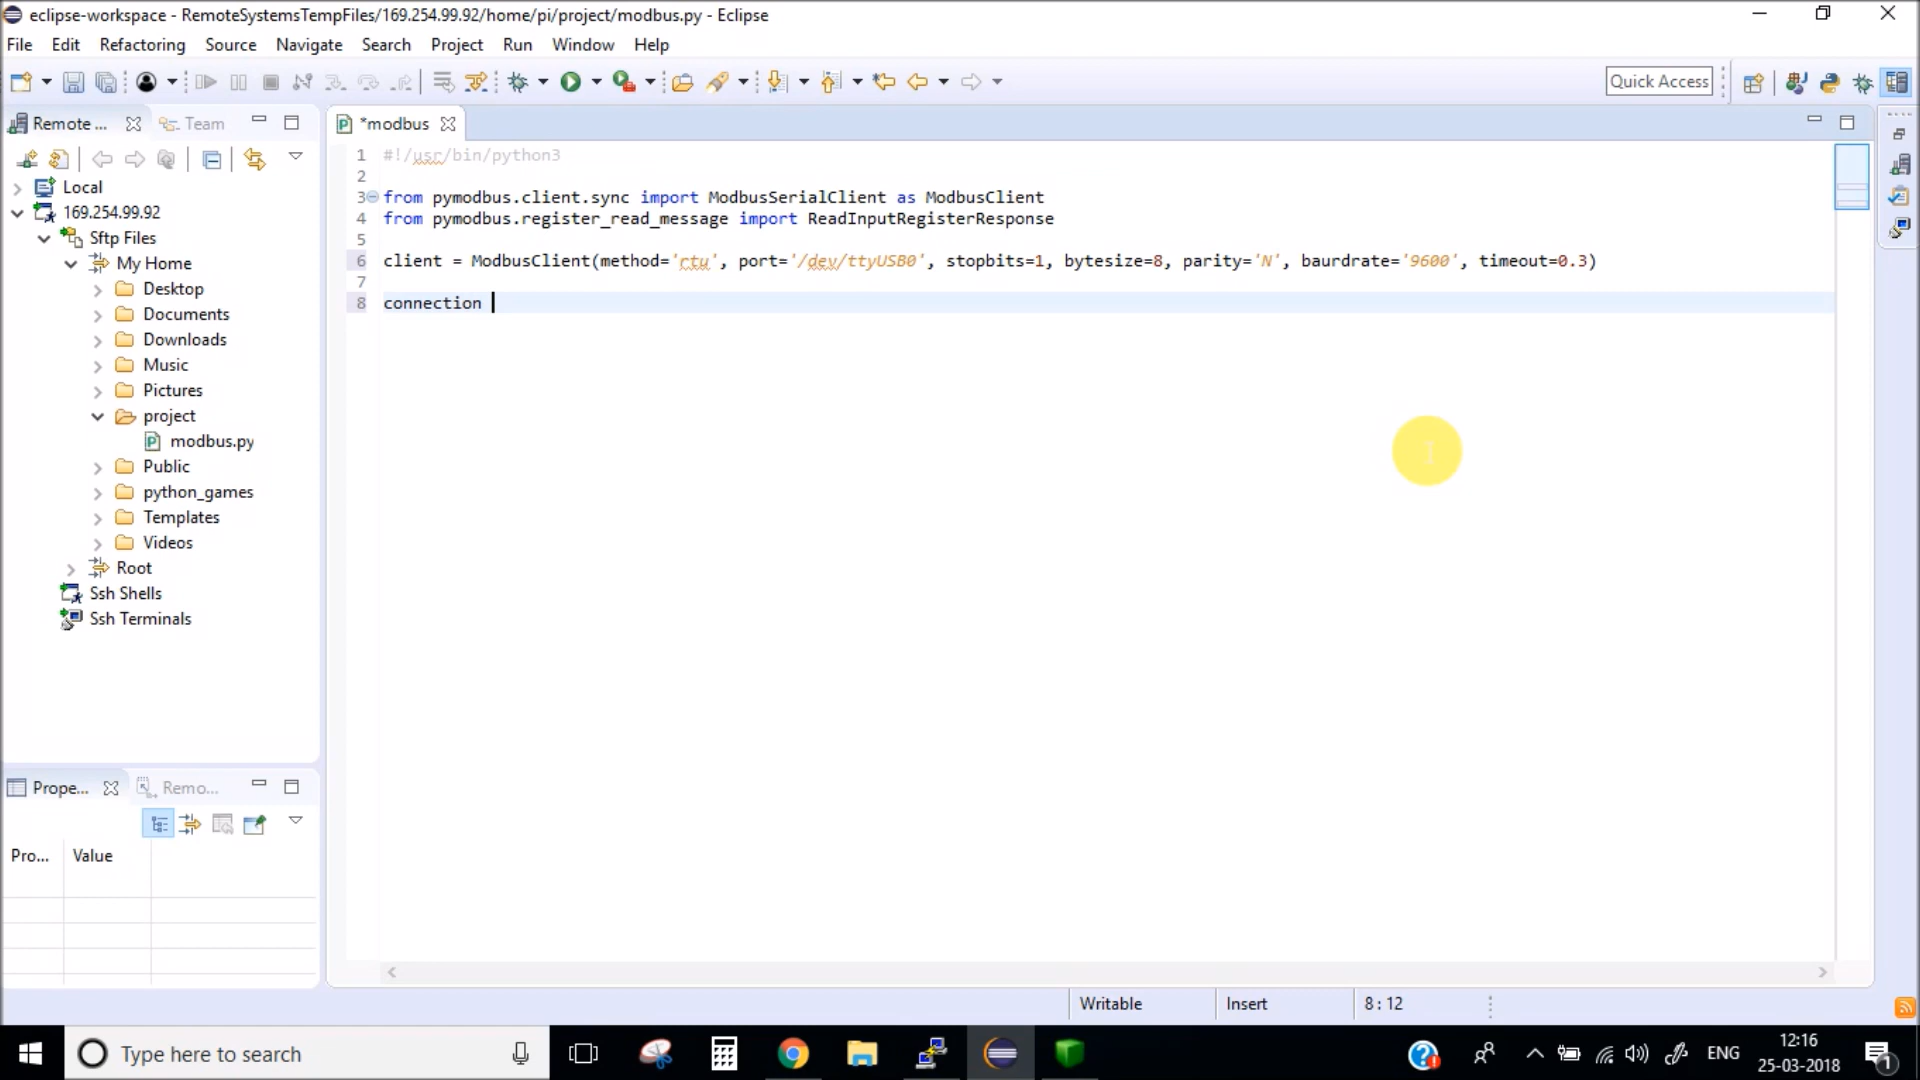 eclipse-workspace - RemoteSystemsTempFiles/169.254.99.92/home/pi/project/modbus.py - Eclipse
File Edit Refactoring Source Navigate Search Project Run Window Help
Quick Access
Remote ... Team
*modbus
Local
169.254.99.92
Sftp Files
My Home
Desktop
Documents
Downloads
Music
Pictures
project
modbus.py
Public
python_games
Templates
Videos
Root
Ssh Shells
Ssh Terminals
1 #!/usr/bin/python3
2
3 from pymodbus.client.sync import ModbusSerialClient as ModbusClient
4 from pymodbus.register_read_message import ReadInputRegisterResponse
5
6 client = ModbusClient(method='rtu', port='/dev/ttyUSB0', stopbits=1, bytesize=8, parity='N', baurdrate='9600', timeout=0.3)
7
8 connection
Prope... Remo...
Pro... Value
Writable Insert 8 : 12
Type here to search
ENG
12:16
25-03-2018
1